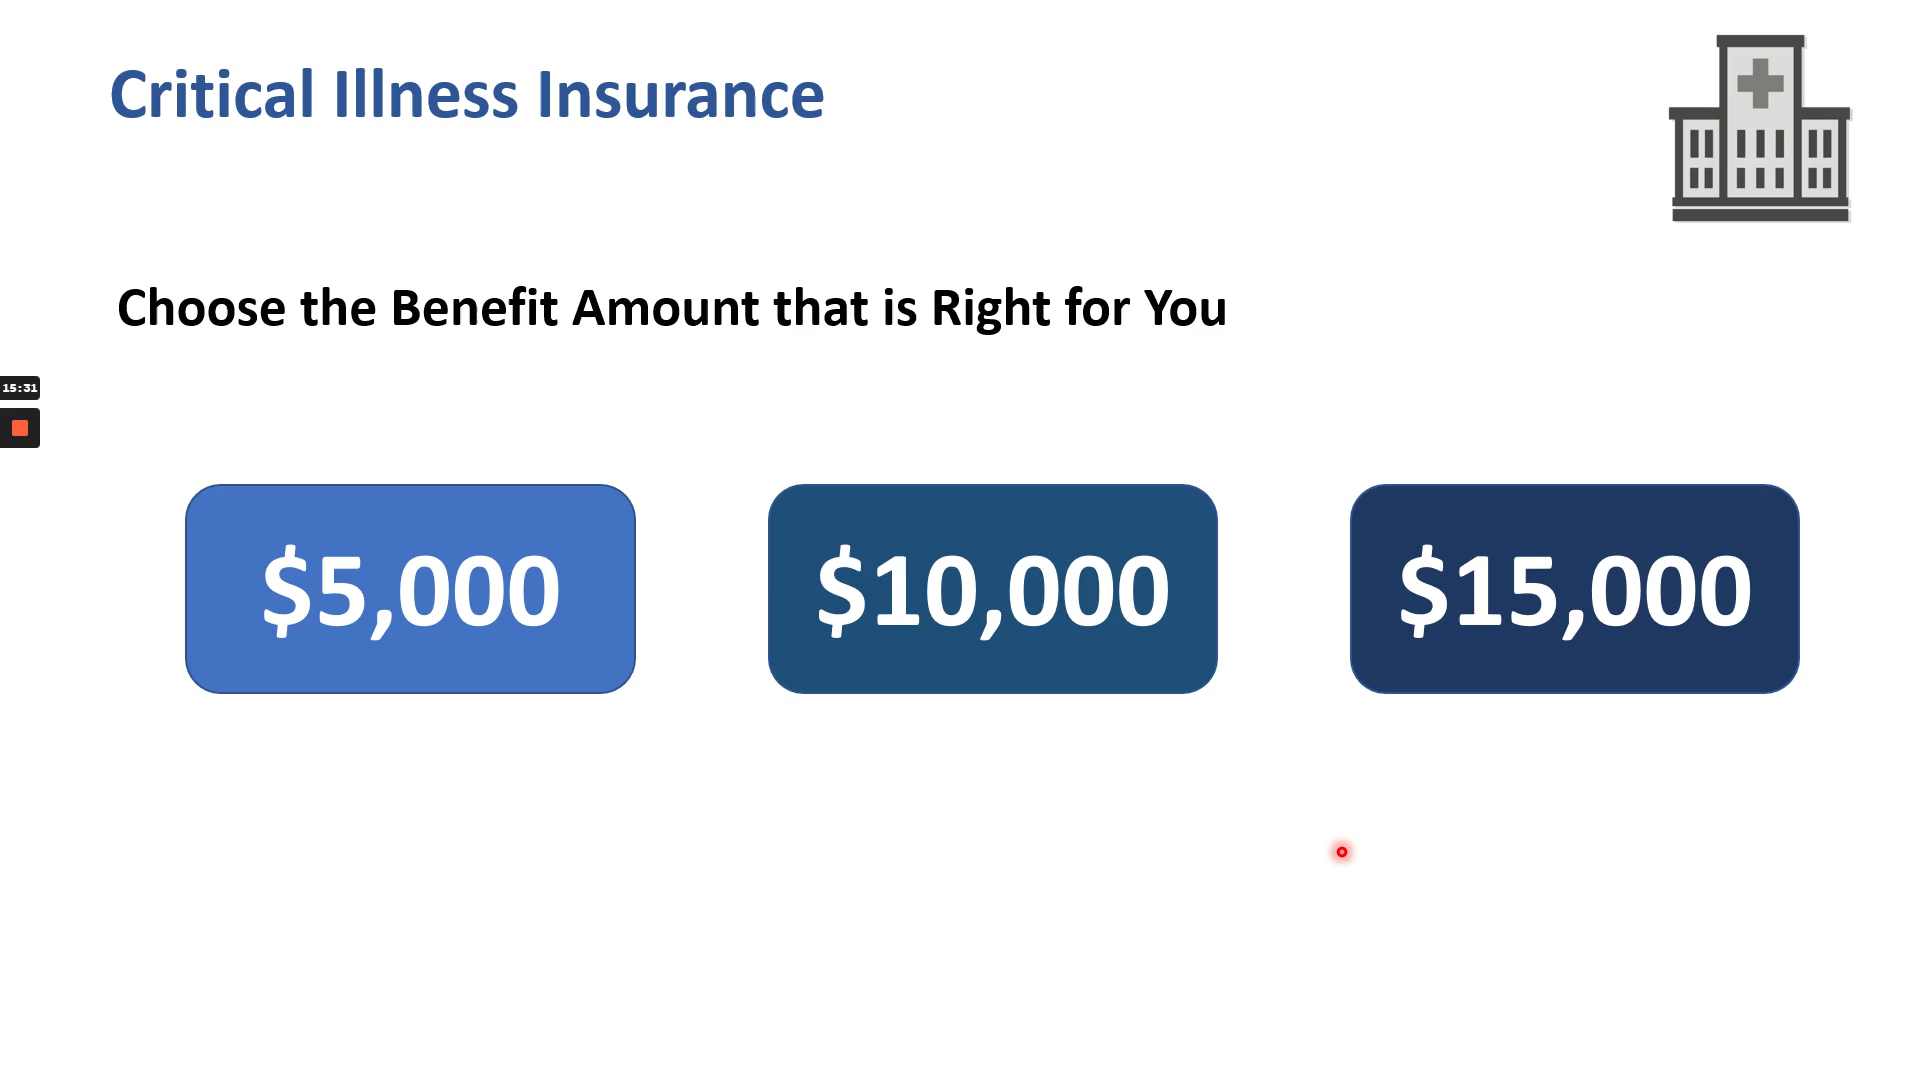 Critical Illness Insurance
Choose the Benefit Amount that is Right for You
15:31
$5,000
$10,000
$15,000